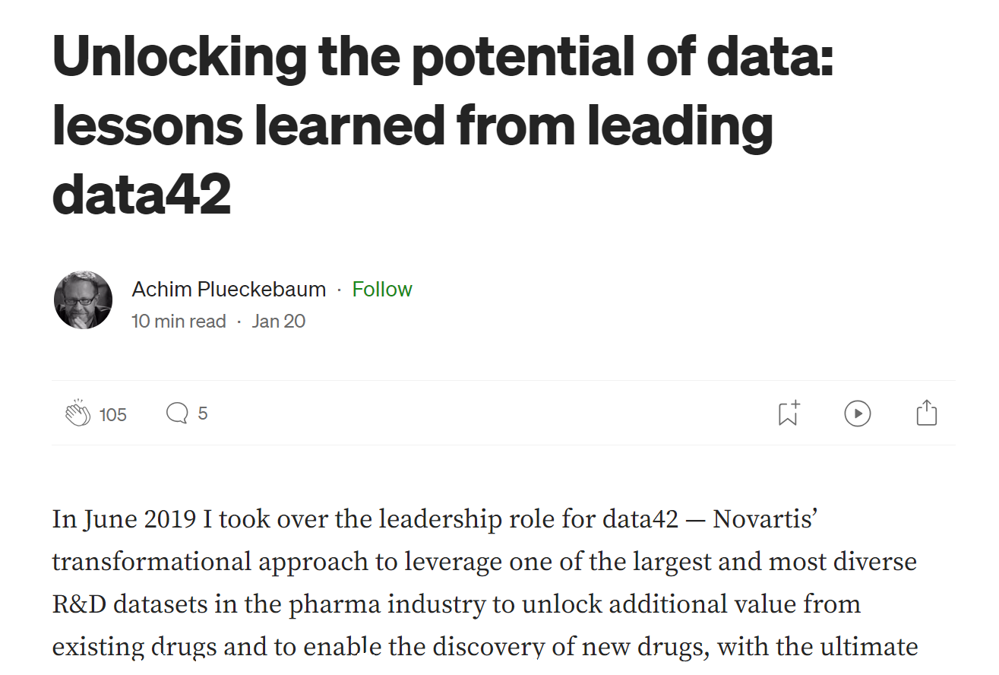 Unlocking the potential of data:
lessons learned from leading
data42
Achim Plueckebaum · Follow
10 min read · Jan 20
105 5
In June 2019 I took over the leadership role for data42 — Novartis’
transformational approach to leverage one of the largest and most diverse
R&D datasets in the pharma industry to unlock additional value from
existing drugs and to enable the discovery of new drugs, with the ultimate